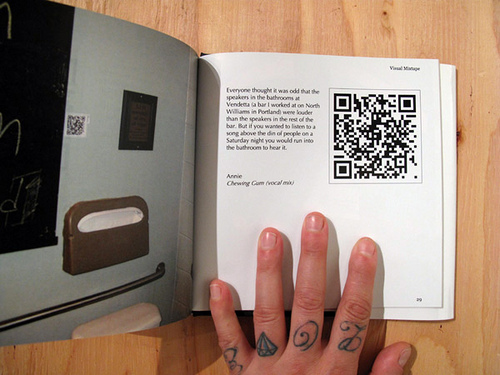 Visual Mixtape
Everyone thought it was odd that the
speakers in the bathrooms at
Vendetta (a bar I worked at on North
Williams in Portland) were louder
than the speakers in the rest of the
bar. But if you wanted to listen to a
song above the din of people on a
Saturday night you would run into
the bathroom to hear it.
Annie
Chewing Gum (vocal mix)
29